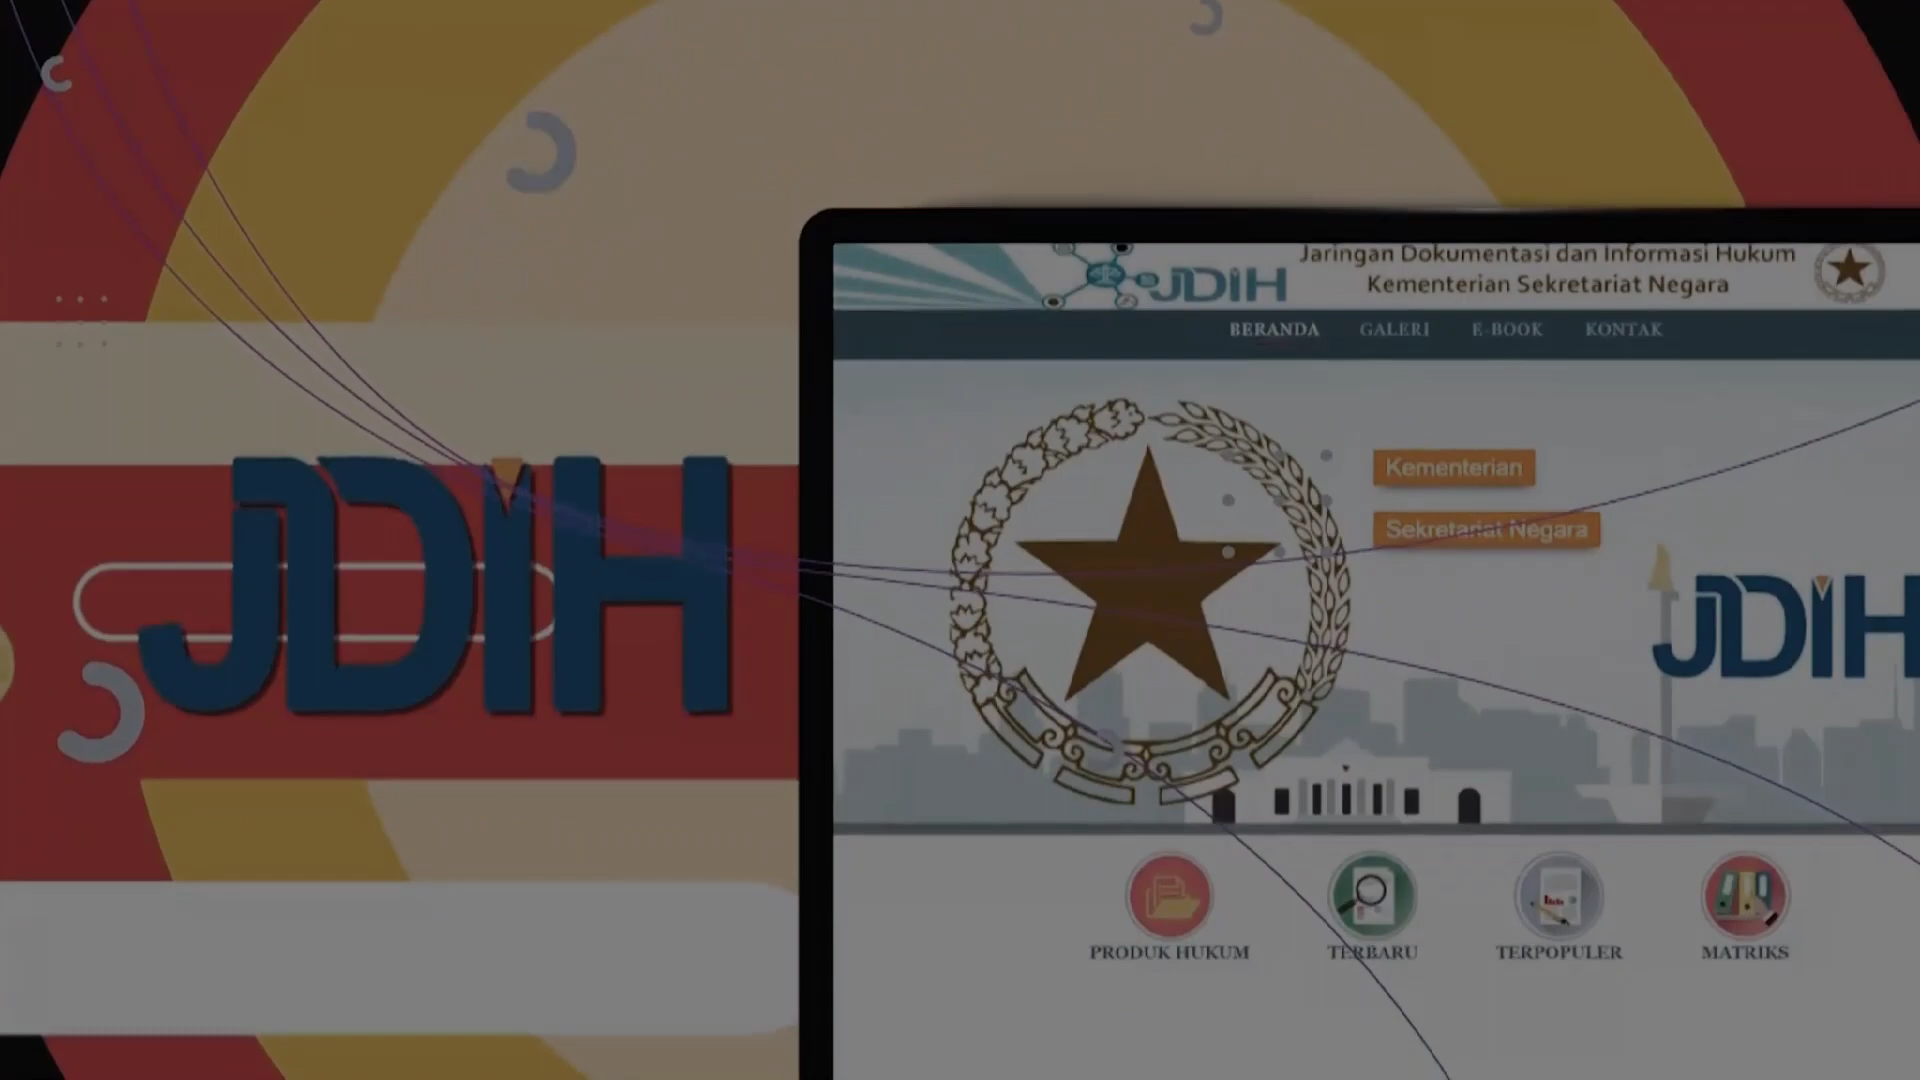 JDIH
JDIH
Jaringan Dokumentasi dan Informasi Hukum
Kementerian Sekretariat Negara
BERANDA GALERI E-BOOK KONTAK
Kementerian
Sekretariat Negara
JDIH
PRODUK HUKUM TERBARU TERPOPULER MATRIKS